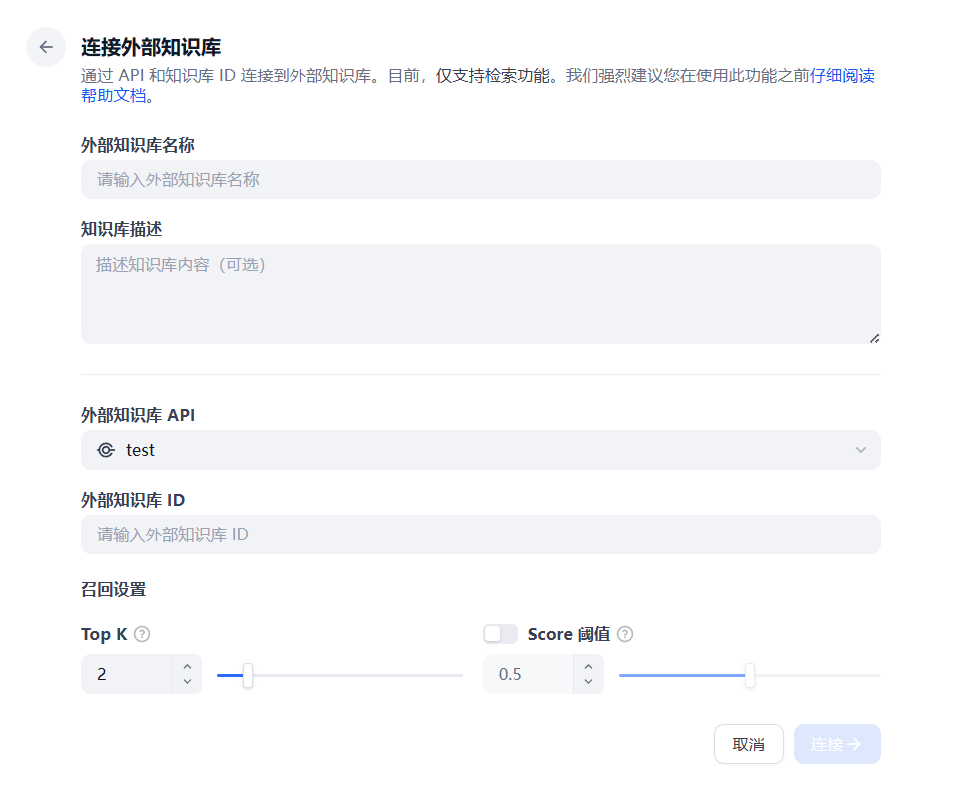 连接外部知识库
通过 API 和知识库 ID 连接到外部知识库。目前，仅支持检索功能。我们强烈建议您在使用此功能之前仔细阅读
帮助文档。
外部知识库名称
请输入外部知识库名称
知识库描述
描述知识库内容（可选）
外部知识库 API
test
外部知识库 ID
请输入外部知识库 ID
召回设置
Top K
Score 阈值
2
0.5
取消
连接